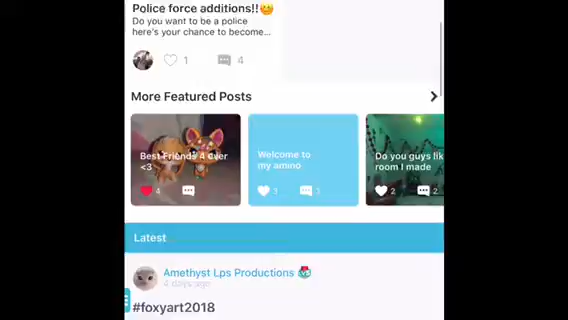 Police force additions!!😊
Do you want to be a police
here's your chance to become...
1
4
More Featured Posts
Best Friends 4 ever
<3
4
Welcome to
my amino
1
1
Do you guys lik
room I made
2
2
Latest
Amethyst Lps Productions
4 days ago
#foxyart2018